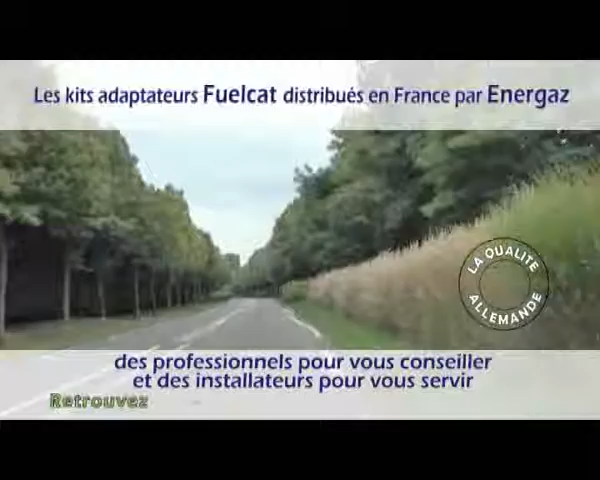 Les kits adaptateurs Fuelcat distribués en France par Energaz
LA QUALITE
ALLEMANDE
des professionnels pour vous conseiller
et des installateurs pour vous servir
Retrouvez